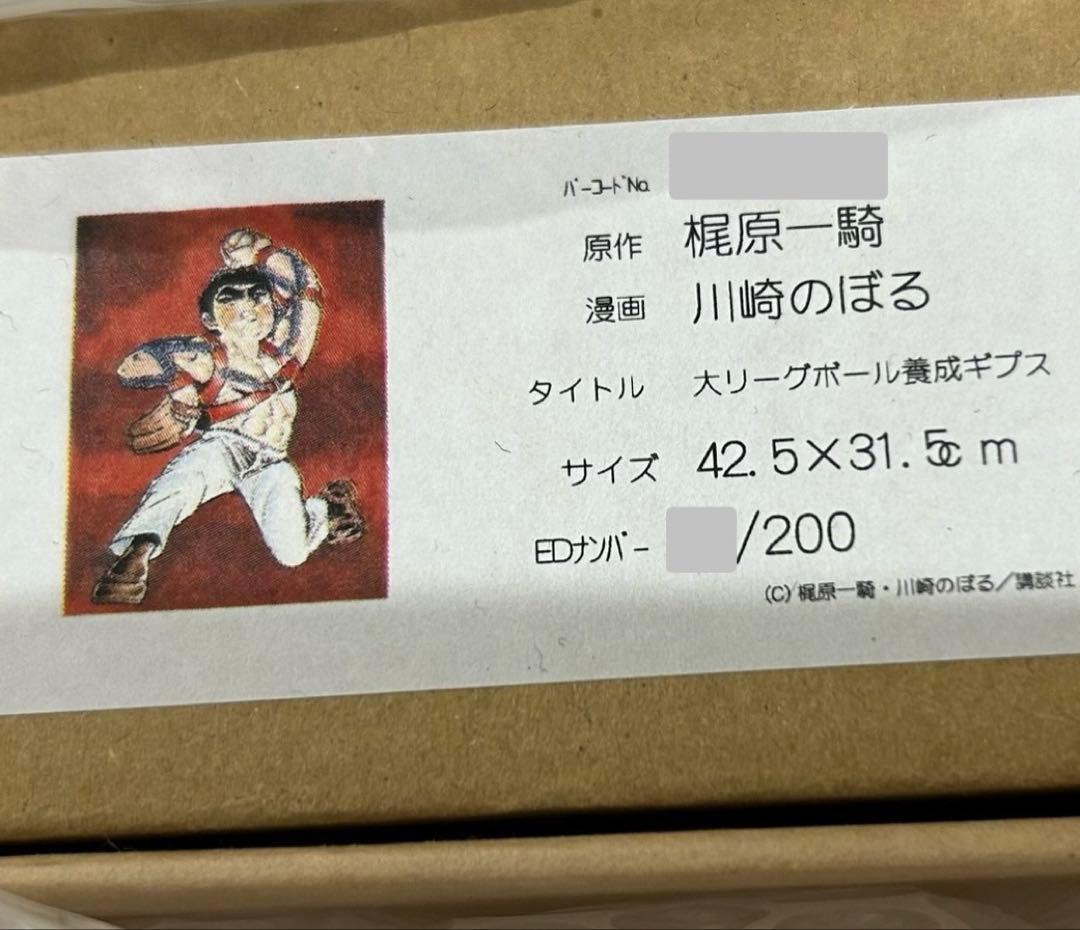 バーコードNo.
原作 梶原一騎
漫画 川崎のぼる
タイトル 大リーグボール養成ギプス
サイズ 42.5×31.5cm
EDナンバー /200
(C)梶原一騎・川崎のぼる／講談社